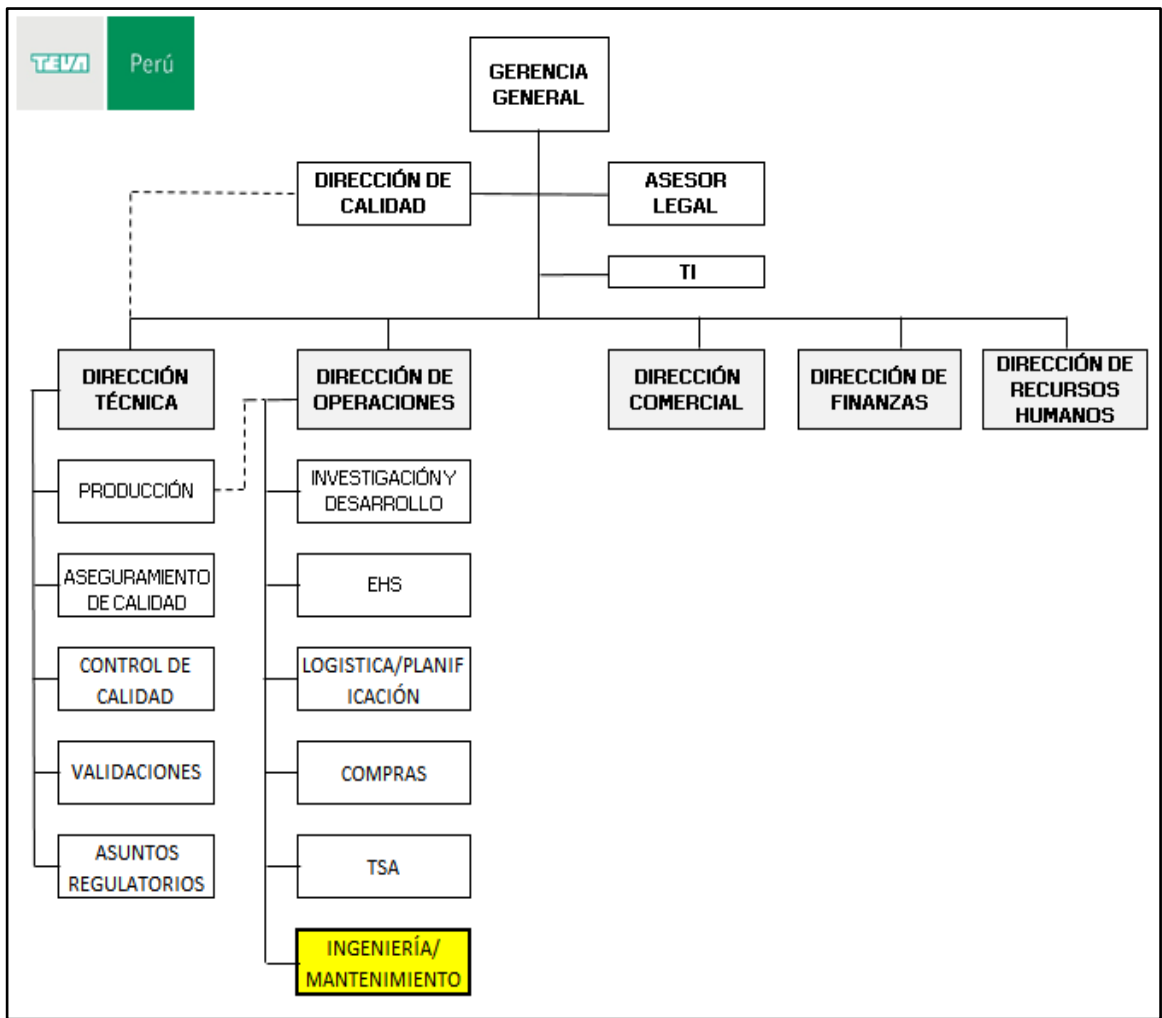 TEVA
Perú
GERENCIA
GENERAL
DIRECCIÓN DE
CALIDAD
ASESOR
LEGAL
TI
DIRECCIÓN
TÉCNICA
DIRECCIÓN DE
OPERACIONES
DIRECCIÓN
COMERCIAL
DIRECCIÓN DE
FINANZAS
DIRECCIÓN DE
RECURSOS
HUMANOS
PRODUCCIÓN
INVESTIGACIÓN Y
DESARROLLO
ASEGURAMIENTO
DE CALIDAD
EHS
CONTROL DE
CALIDAD
LOGISTICA/PLANIF
ICACIÓN
VALIDACIONES
COMPRAS
ASUNTOS
REGULATORIOS
TSA
INGENIERÍA/
MANTENIMIENTO